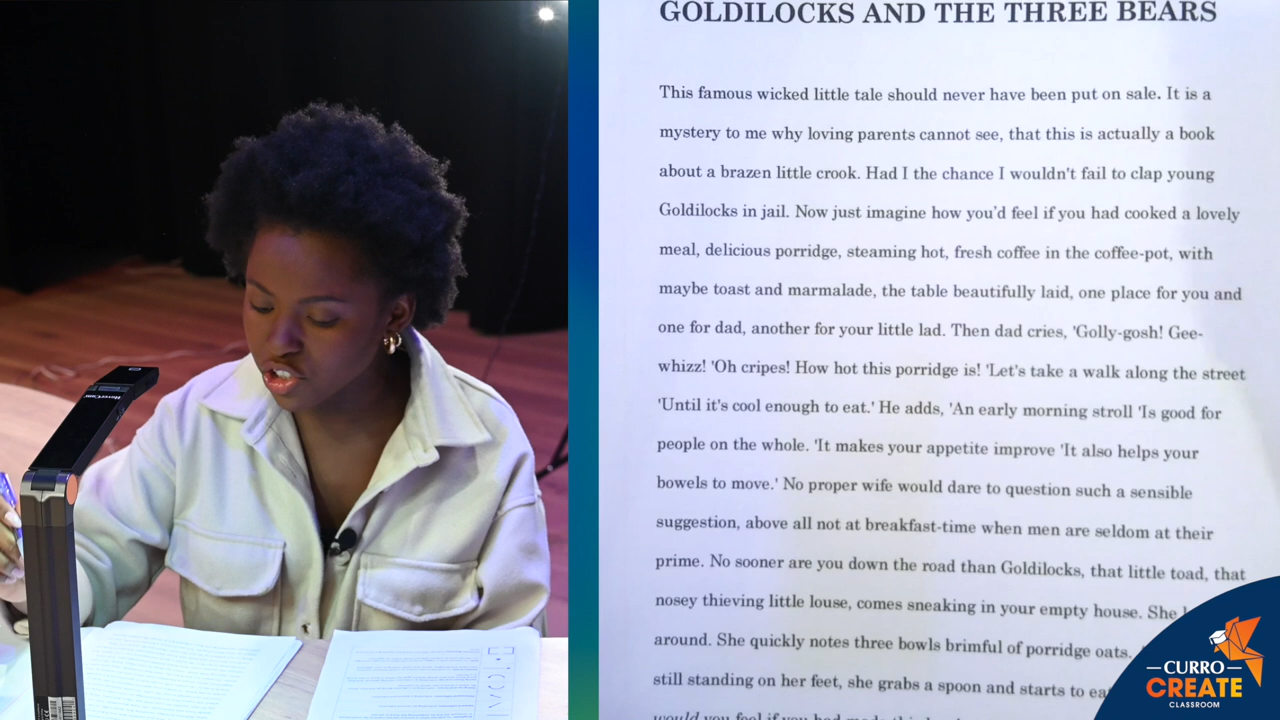 GOLDILOCKS AND THE THREE BEARS
This famous wicked little tale should never have been put on sale. It is a
mystery to me why loving parents cannot see, that this is actually a book
about a brazen little crook. Had I the chance I wouldn't fail to clap young
Goldilocks in jail. Now just imagine how you'd feel if you had cooked a lovely
meal, delicious porridge, steaming hot, fresh coffee in the coffee-pot, with
maybe toast and marmalade, the table beautifully laid, one place for you and
one for dad, another for your little lad. Then dad cries, 'Golly-gosh! Gee-
whizz! 'Oh cripes! How hot this porridge is! 'Let's take a walk along the street
'Until it's cool enough to eat.' He adds, 'An early morning stroll 'Is good for
people on the whole. 'It makes your appetite improve 'It also helps your
bowels to move.' No proper wife would dare to question such a sensible
suggestion, above all not at breakfast-time when men are seldom at their
prime. No sooner are you down the road than Goldilocks, that little toad, that
nosey thieving little louse, comes sneaking in your empty house. She
around. She quickly notes three bowls brimful of porridge oats.
still standing on her feet, she grabs a spoon and starts to
would you feel if you had made this
HoverCam
CURRO
CREATE
CLASSROOM